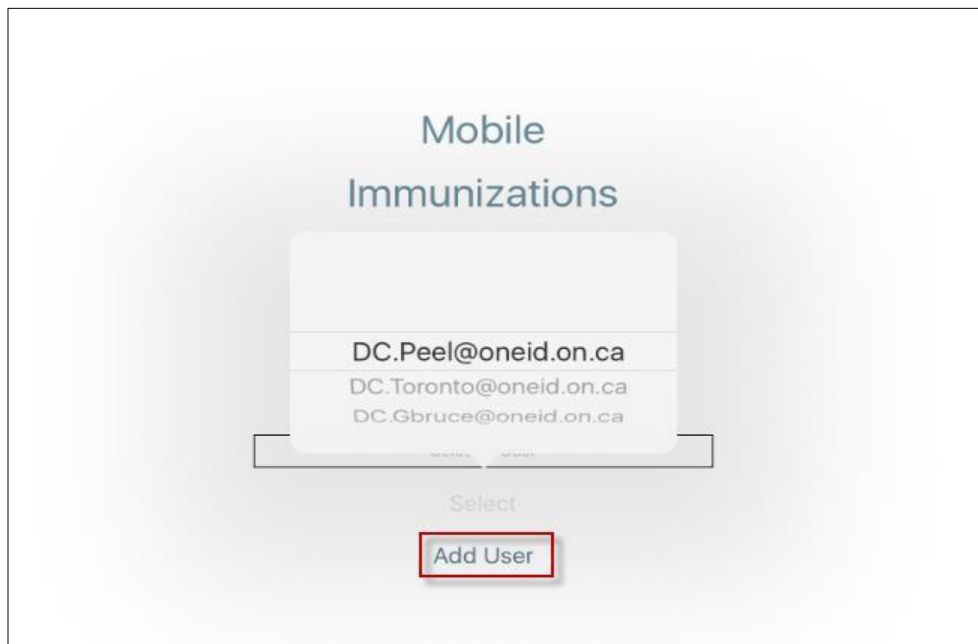 Mobile
Immunizations
DC.Peel@oneid.on.ca
DC.Toronto@oneid.on.ca
DC.Gbruce@oneid.on.ca
Select
Add User